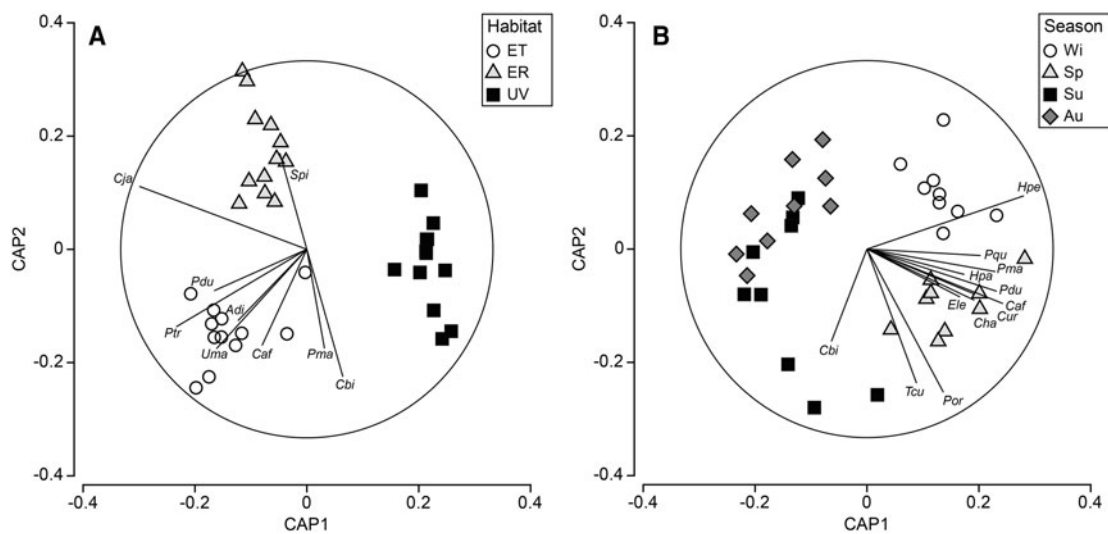 A
Habitat
ET
ER
UV
0.4
0.2
0
-0.2
-0.4
CAP2
Cja
Spi
Pdu
Adi
Ptr
Uma
Caf
Pma
Cbi
-0.2
0
0.2
0.4
CAP1
B
Season
Wi
Sp
Su
Au
0.4
0.2
0
-0.2
-0.4
CAP2
Hpe
Pqu
Pma
Hpa
Pdu
Ele
Caf
Cha
Cur
Cbi
Tcu
Por
-0.4
-0.2
0
0.2
0.4
CAP1